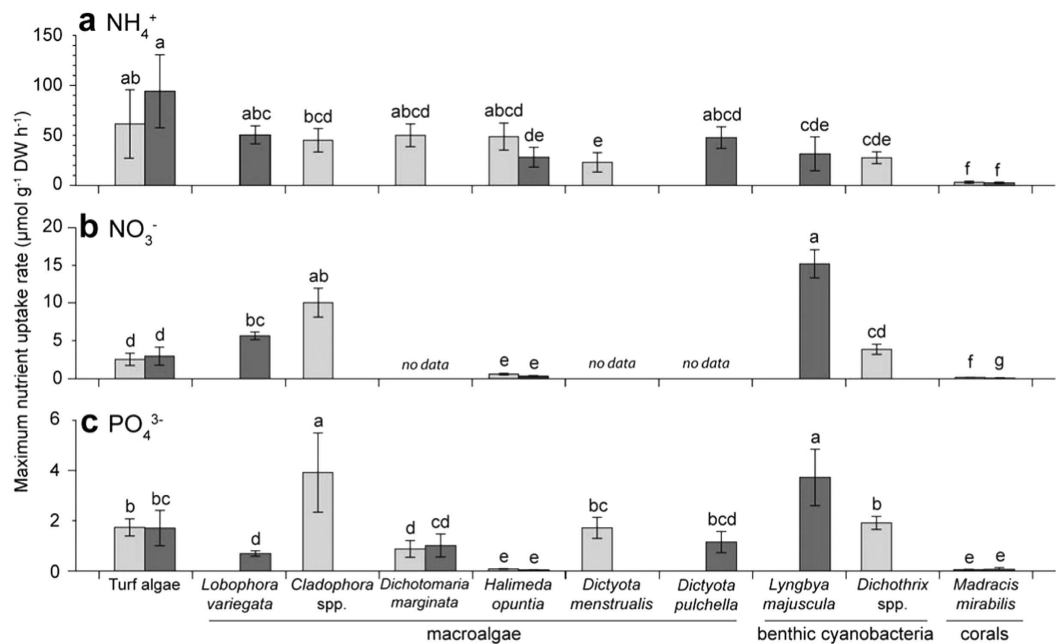 a NH₄⁺
150
100
50
0
ab
a
abc
bcd
abcd
abcd
de
e
abcd
cde
cde
f
f
b NO₃⁻
20
15
10
5
0
d
d
bc
ab
no data
e
e
no data
no data
a
cd
f
g
c PO₄³⁻
6
4
2
0
b
bc
d
a
d
cd
e
e
bc
bcd
a
b
e
e
Maximum nutrient uptake rate (µmol g⁻¹ DW h⁻¹)
Turf algae
Lobophora
variegata
Cladophora
spp.
Dichotomaria
marginata
Halimeda
opuntia
Dictyota
menstrualis
Dictyota
pulchella
Lyngbya
majuscula
Dichothrix
spp.
Madracis
mirabilis
macroalgae
benthic cyanobacteria
corals